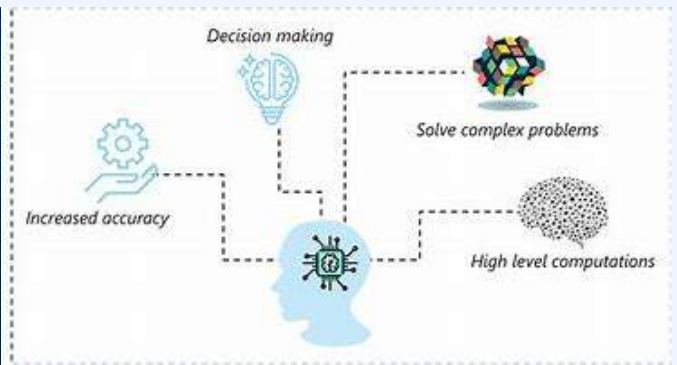 Decision making
Solve complex problems
Increased accuracy
High level computations